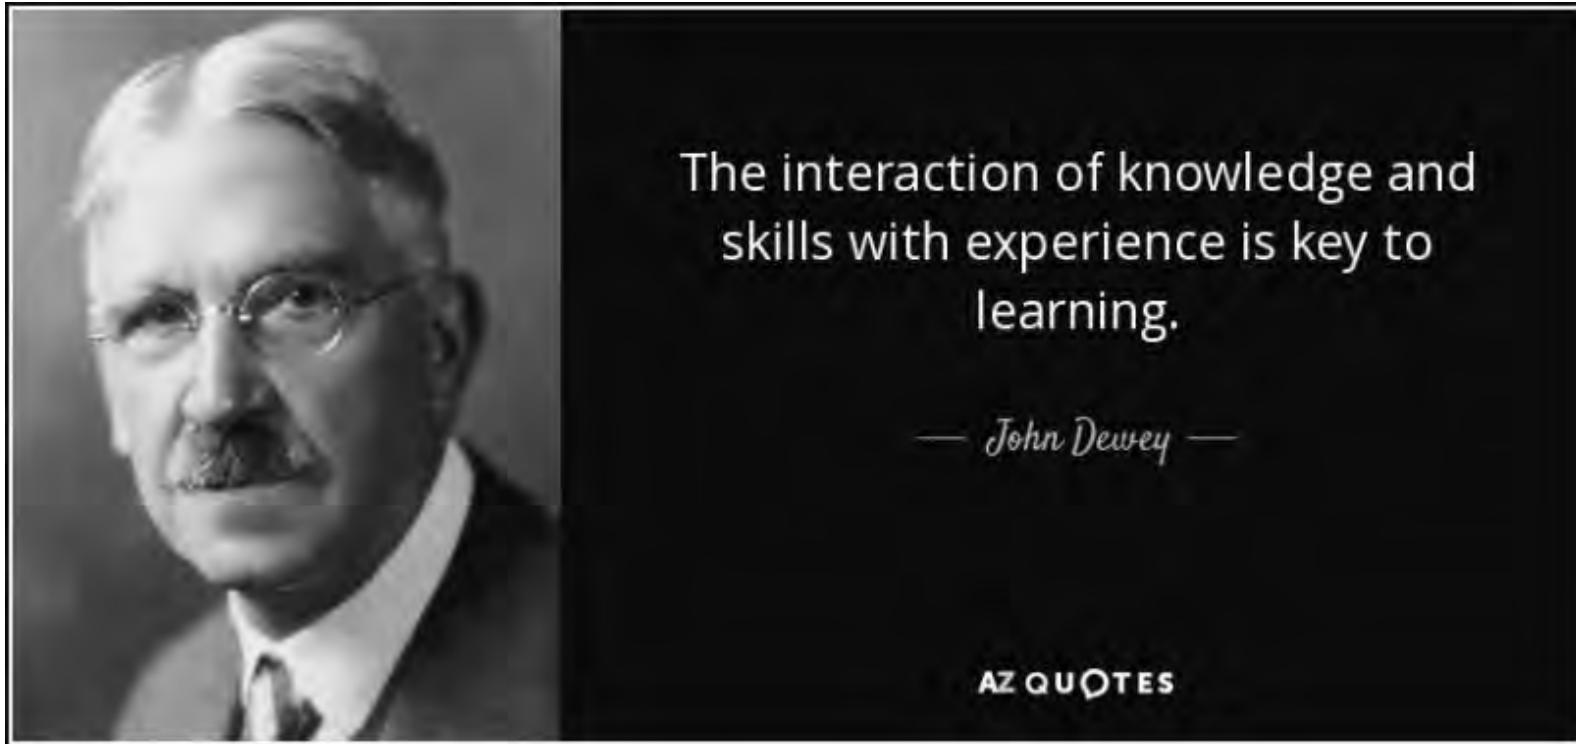 The interaction of knowledge and
skills with experience is key to
learning.
John Dewey
AZ QUOTES